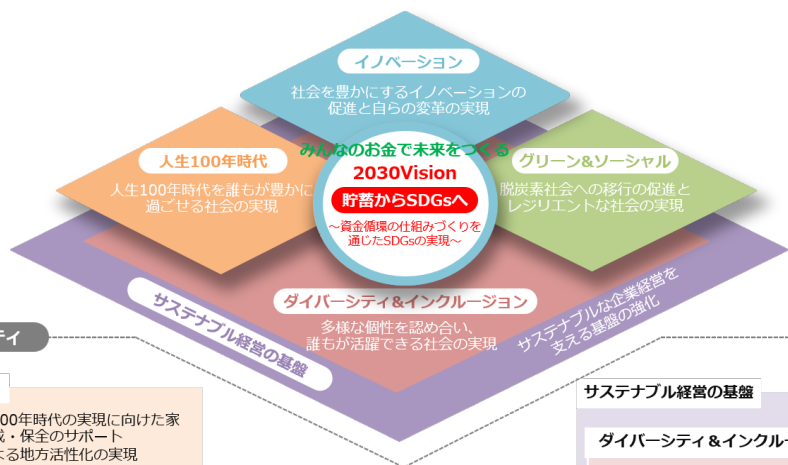 イノベーション
社会を豊かにするイノベーションの
促進と自らの変革の実現
人生100年時代
人生100年時代を誰もが豊かに
過ごせる社会の実現
みんなのお金で未来をつくる
2030Vision
貯蓄からSDGsへ
~資金循環の仕組みづくりを
通じたSDGsの実現~
グリーン&ソーシャル
脱炭素社会への移行の促進と
レジリエントな社会の実現
ダイバーシティ&インクルージョン
多様な個性を認め合い、
誰もが活躍できる社会の実現
サステナブル経営の基盤
サステナブルな企業経営を
支える基盤の強化
ティ
00年時代の実現に向けた家
・保全のサポート
よる地方活性化の実現
サステナブル経営の基盤
ダイバーシティ&インクルー